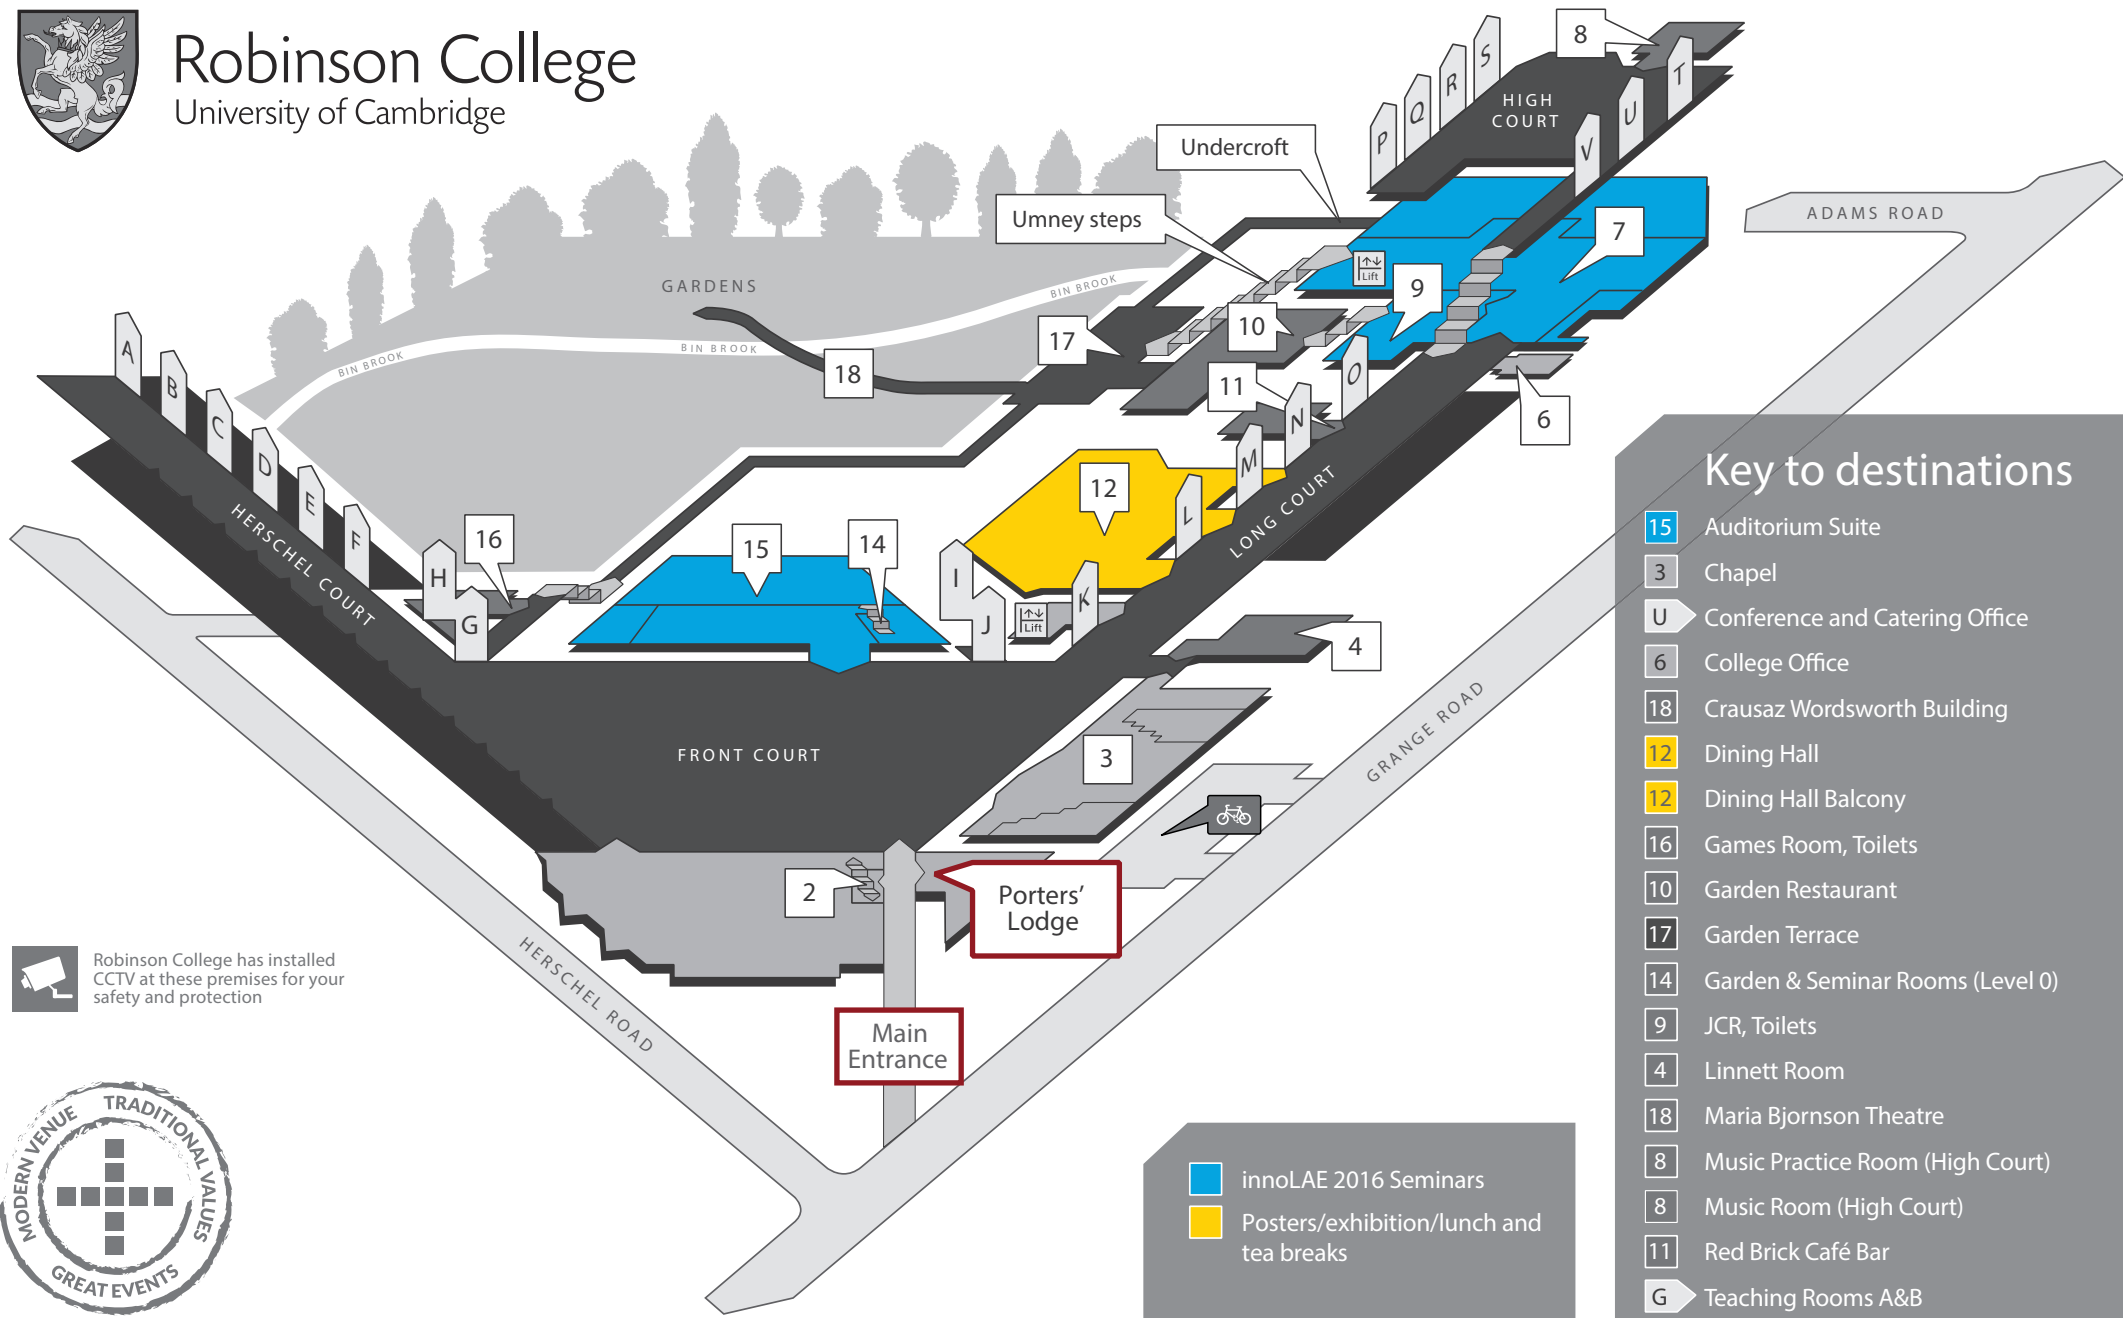 Robinson College
University of Cambridge
8
S
R
Q
P
T
U
V
HIGH
COURT
Undercroft
Umney steps
ADAMS ROAD
7
Lift
9
GARDENS
BIN BROOK
BIN BROOK
BIN BROOK
10
17
18
11
O
N
M
L
6
A
B
C
D
E
F
HERSCHEL COURT
12
LONG COURT
16
15
14
H
G
I
J
K
Lift
4
FRONT COURT
3
GRANGE ROAD
2
Porters’
Lodge
Main
Entrance
HERSCHEL ROAD
Robinson College has installed
CCTV at these premises for your
safety and protection
MODERN VENUE
TRADITIONAL VALUES
GREAT EVENTS
innoLAE 2016 Seminars
Posters/exhibition/lunch and
tea breaks
Key to destinations
15 Auditorium Suite
3 Chapel
U Conference and Catering Office
6 College Office
18 Crausaz Wordsworth Building
12 Dining Hall
12 Dining Hall Balcony
16 Games Room, Toilets
10 Garden Restaurant
17 Garden Terrace
14 Garden & Seminar Rooms (Level 0)
9 JCR, Toilets
4 Linnett Room
18 Maria Bjornson Theatre
8 Music Practice Room (High Court)
8 Music Room (High Court)
11 Red Brick Café Bar
G Teaching Rooms A&B